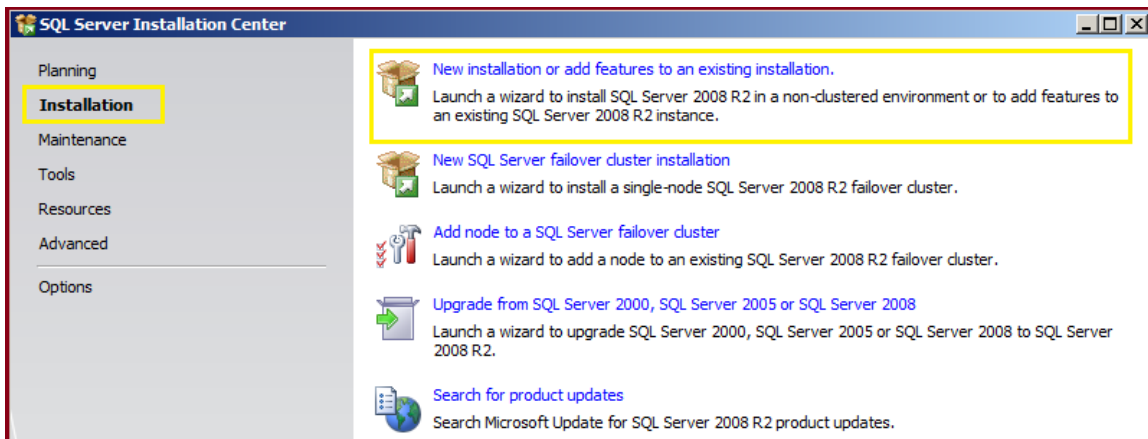 SQL Server Installation Center
Planning
Installation
Maintenance
Tools
Resources
Advanced
Options
New installation or add features to an existing installation.
Launch a wizard to install SQL Server 2008 R2 in a non-clustered environment or to add features to
an existing SQL Server 2008 R2 instance.
New SQL Server failover cluster installation
Launch a wizard to install a single-node SQL Server 2008 R2 failover cluster.
Add node to a SQL Server failover cluster
Launch a wizard to add a node to an existing SQL Server 2008 R2 failover cluster.
Upgrade from SQL Server 2000, SQL Server 2005 or SQL Server 2008
Launch a wizard to upgrade SQL Server 2000, SQL Server 2005 or SQL Server 2008 to SQL Server
2008 R2.
Search for product updates
Search Microsoft Update for SQL Server 2008 R2 product updates.